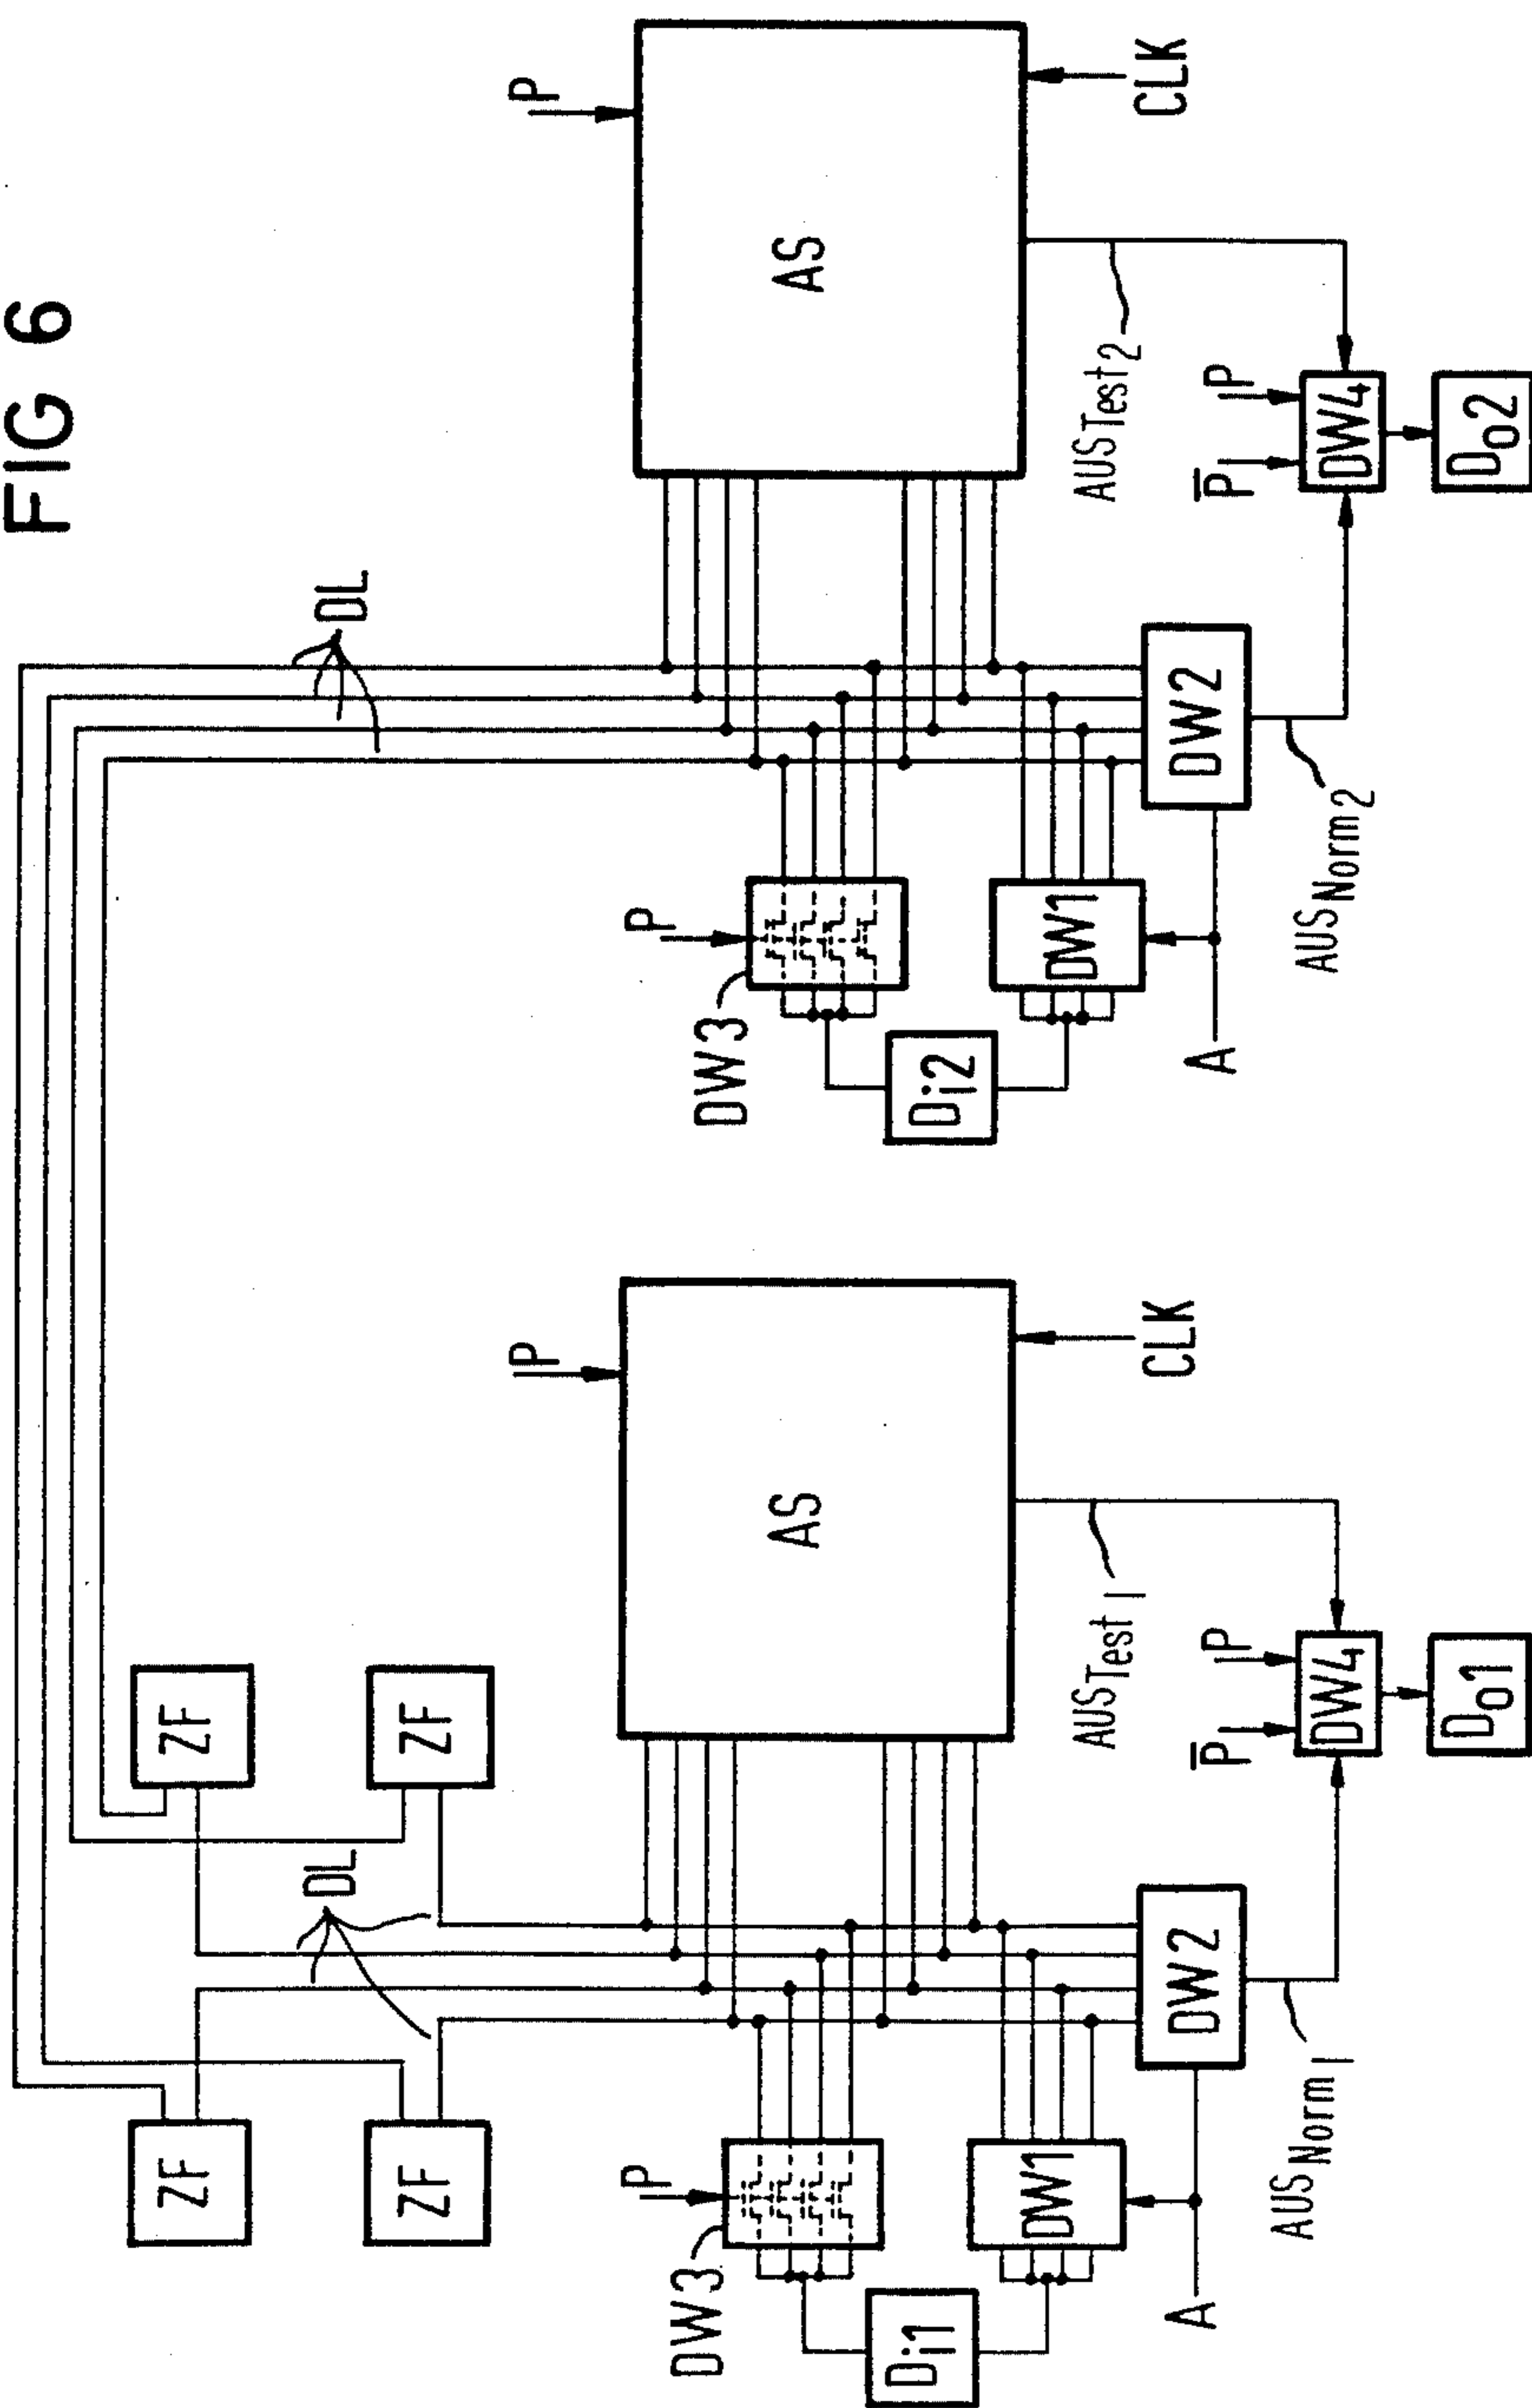 FIG 6
ZF
ZF
ZF
ZF
DL
DL
P
AS
CLK
DW3
P
Di1
DW1
A
DW2
AUSNorm1
AUSTest1
P̅
P
DW4
Do1
P
AS
CLK
DW3
P
Di2
DW1
A
DW2
AUSNorm2
AUSTest2
P̅
P
DW4
Do2